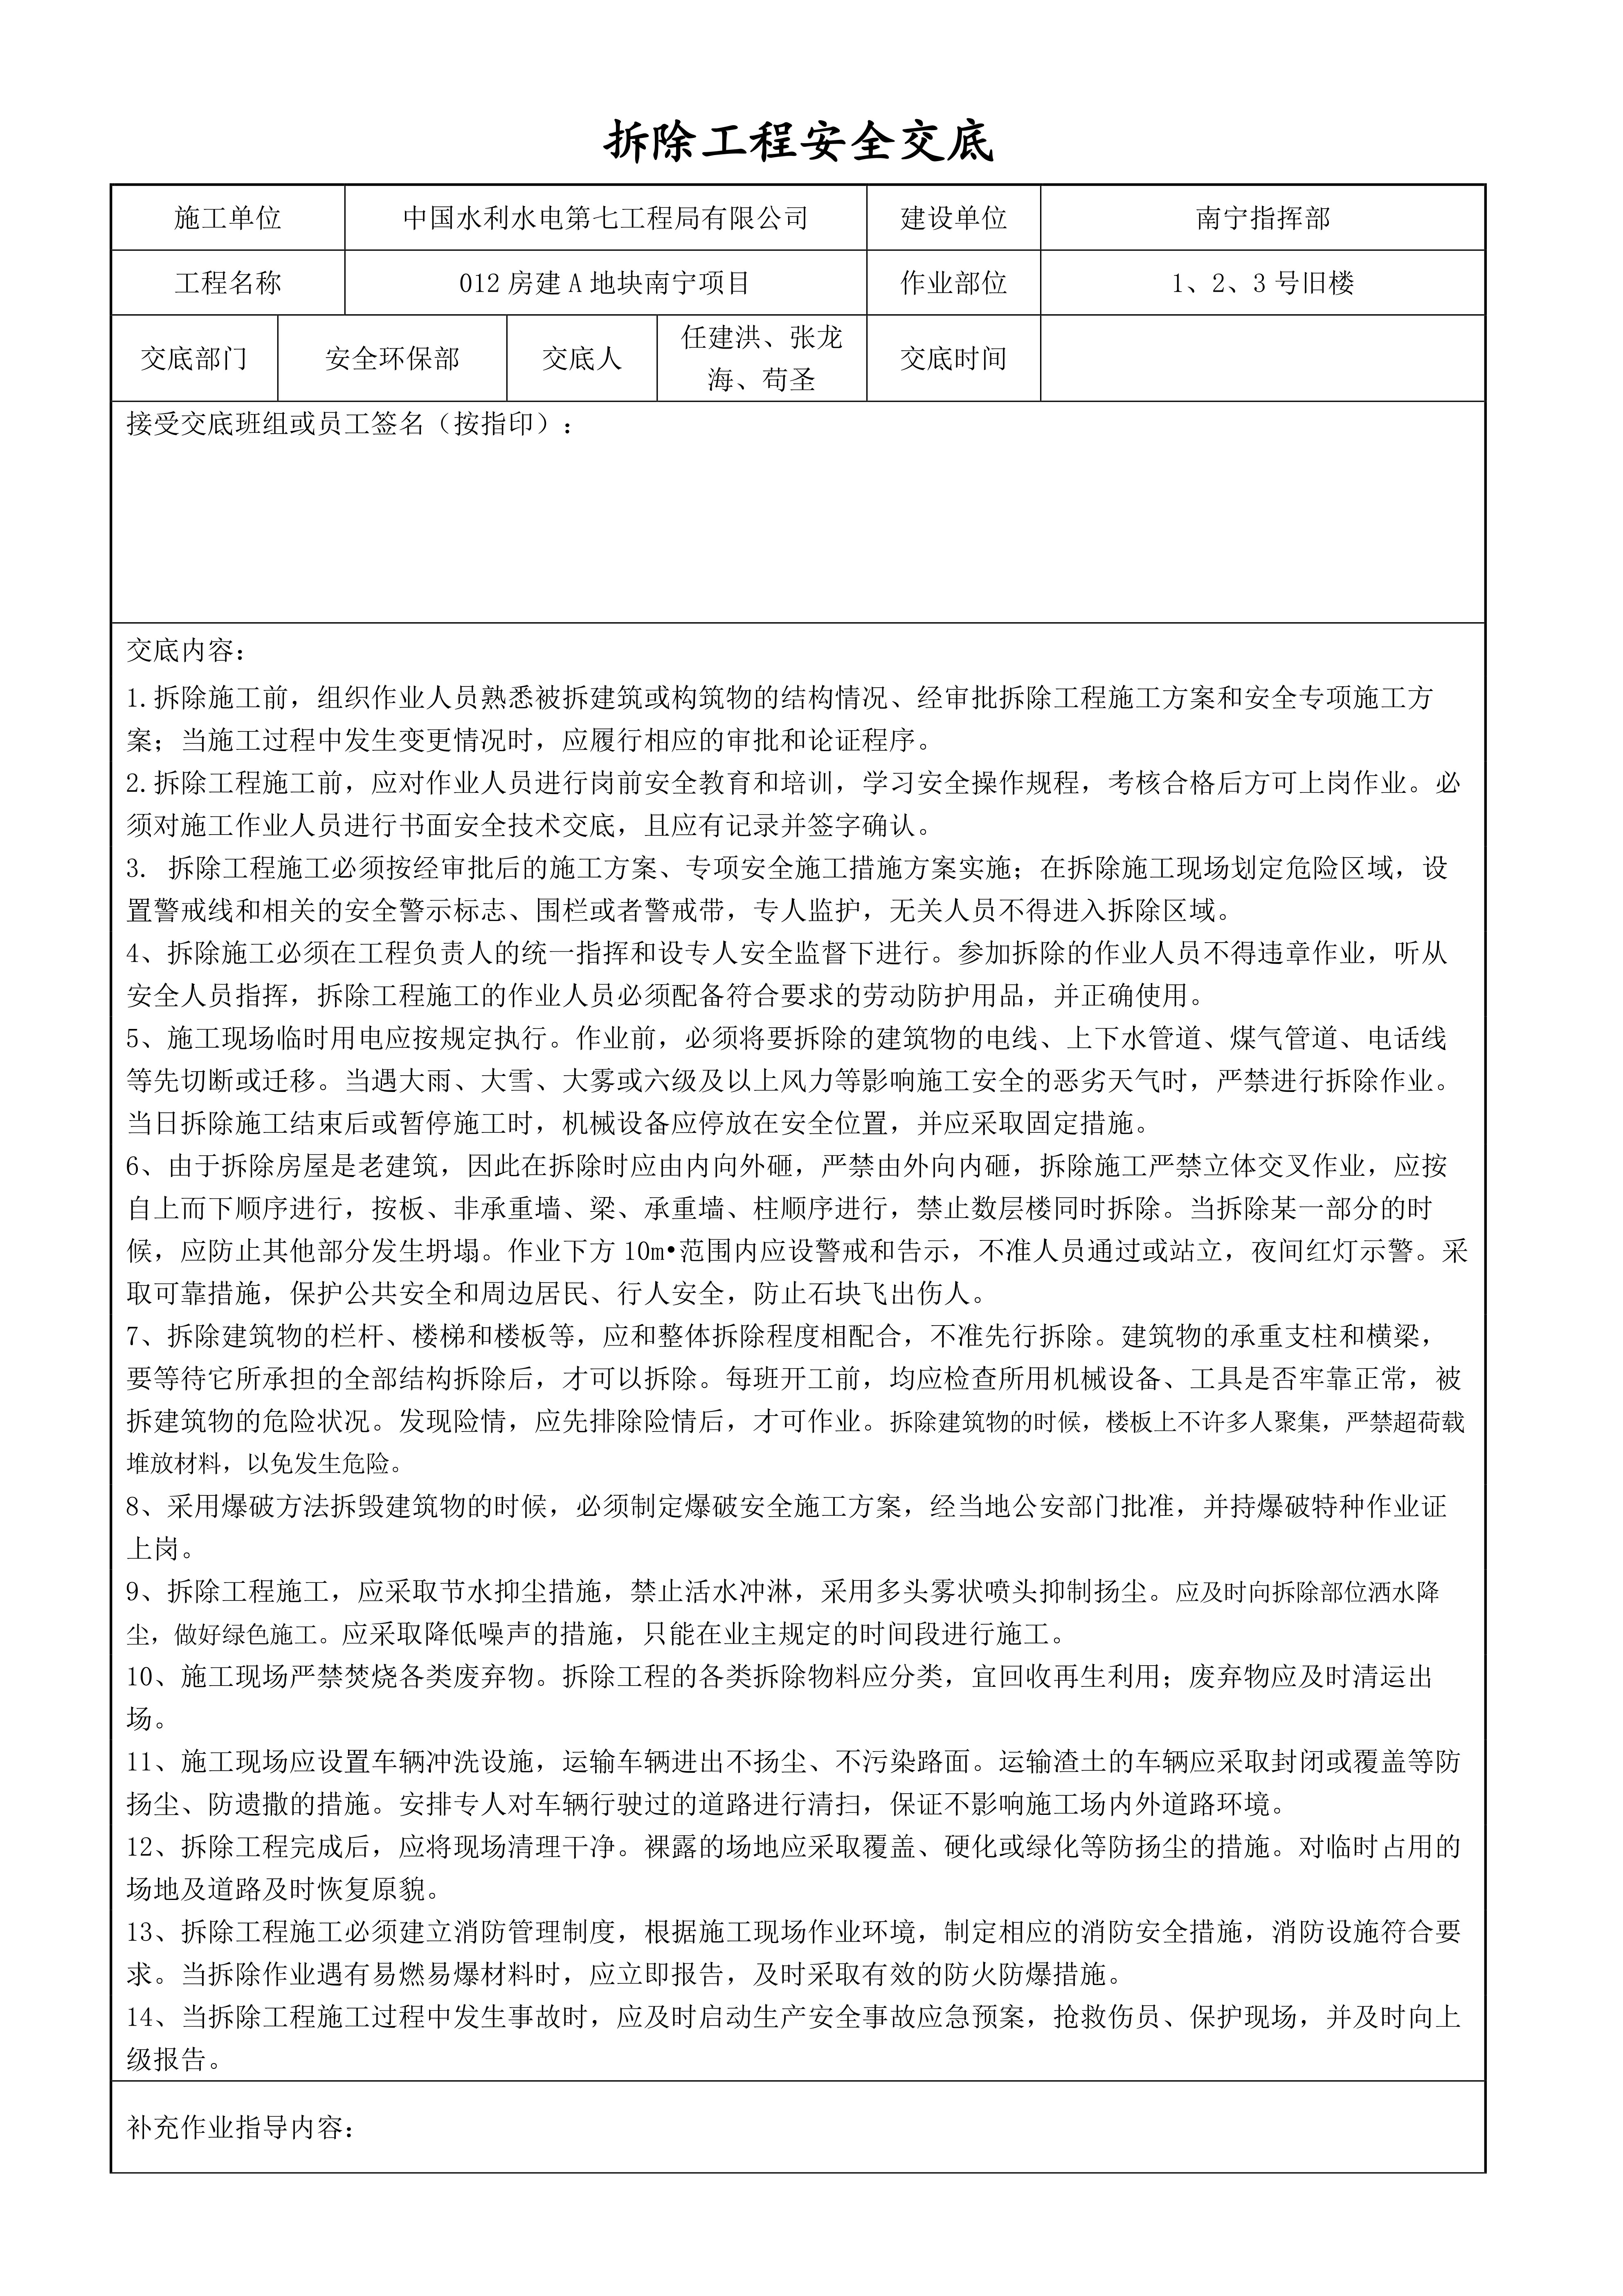 拆除工程安全交底
施工单位 中国水利水电第七工程局有限公司 建设单位 南宁指挥部
工程名称 012房建A地块南宁项目 作业部位 1、2、3号旧楼
交底部门 安全环保部 交底人 任建洪、张龙海、苟圣 交底时间
接受交底班组或员工签名（按指印）：
交底内容：
1.拆除施工前，组织作业人员熟悉被拆建筑或构筑物的结构情况、经审批拆除工程施工方案和安全专项施工方
案；当施工过程中发生变更情况时，应履行相应的审批和论证程序。
2.拆除工程施工前，应对作业人员进行岗前安全教育和培训，学习安全操作规程，考核合格后方可上岗作业。必
须对施工作业人员进行书面安全技术交底，且应有记录并签字确认。
3. 拆除工程施工必须按经审批后的施工方案、专项安全施工措施方案实施；在拆除施工现场划定危险区域，设
置警戒线和相关的安全警示标志、围栏或者警戒带，专人监护，无关人员不得进入拆除区域。
4、拆除施工必须在工程负责人的统一指挥和设专人安全监督下进行。参加拆除的作业人员不得违章作业，听从
安全人员指挥，拆除工程施工的作业人员必须配备符合要求的劳动防护用品，并正确使用。
5、施工现场临时用电应按规定执行。作业前，必须将要拆除的建筑物的电线、上下水管道、煤气管道、电话线
等先切断或迁移。当遇大雨、大雪、大雾或六级及以上风力等影响施工安全的恶劣天气时，严禁进行拆除作业。
当日拆除施工结束后或暂停施工时，机械设备应停放在安全位置，并应采取固定措施。
6、由于拆除房屋是老建筑，因此在拆除时应由内向外砸，严禁由外向内砸，拆除施工严禁立体交叉作业，应按
自上而下顺序进行，按板、非承重墙、梁、承重墙、柱顺序进行，禁止数层楼同时拆除。当拆除某一部分的时
候，应防止其他部分发生坍塌。作业下方10m•范围内应设警戒和告示，不准人员通过或站立，夜间红灯示警。采
取可靠措施，保护公共安全和周边居民、行人安全，防止石块飞出伤人。
7、拆除建筑物的栏杆、楼梯和楼板等，应和整体拆除程度相配合，不准先行拆除。建筑物的承重支柱和横梁，
要等待它所承担的全部结构拆除后，才可以拆除。每班开工前，均应检查所用机械设备、工具是否牢靠正常，被
拆建筑物的危险状况。发现险情，应先排除险情后，才可作业。拆除建筑物的时候，楼板上不许多人聚集，严禁超荷载
堆放材料，以免发生危险。
8、采用爆破方法拆毁建筑物的时候，必须制定爆破安全施工方案，经当地公安部门批准，并持爆破特种作业证
上岗。
9、拆除工程施工，应采取节水抑尘措施，禁止活水冲淋，采用多头雾状喷头抑制扬尘。应及时向拆除部位洒水降
尘，做好绿色施工。应采取降低噪声的措施，只能在业主规定的时间段进行施工。
10、施工现场严禁焚烧各类废弃物。拆除工程的各类拆除物料应分类，宜回收再生利用；废弃物应及时清运出
场。
11、施工现场应设置车辆冲洗设施，运输车辆进出不扬尘、不污染路面。运输渣土的车辆应采取封闭或覆盖等防
扬尘、防遗撒的措施。安排专人对车辆行驶过的道路进行清扫，保证不影响施工场内外道路环境。
12、拆除工程完成后，应将现场清理干净。裸露的场地应采取覆盖、硬化或绿化等防扬尘的措施。对临时占用的
场地及道路及时恢复原貌。
13、拆除工程施工必须建立消防管理制度，根据施工现场作业环境，制定相应的消防安全措施，消防设施符合要
求。当拆除作业遇有易燃易爆材料时，应立即报告，及时采取有效的防火防爆措施。
14、当拆除工程施工过程中发生事故时，应及时启动生产安全事故应急预案，抢救伤员、保护现场，并及时向上
级报告。
补充作业指导内容：